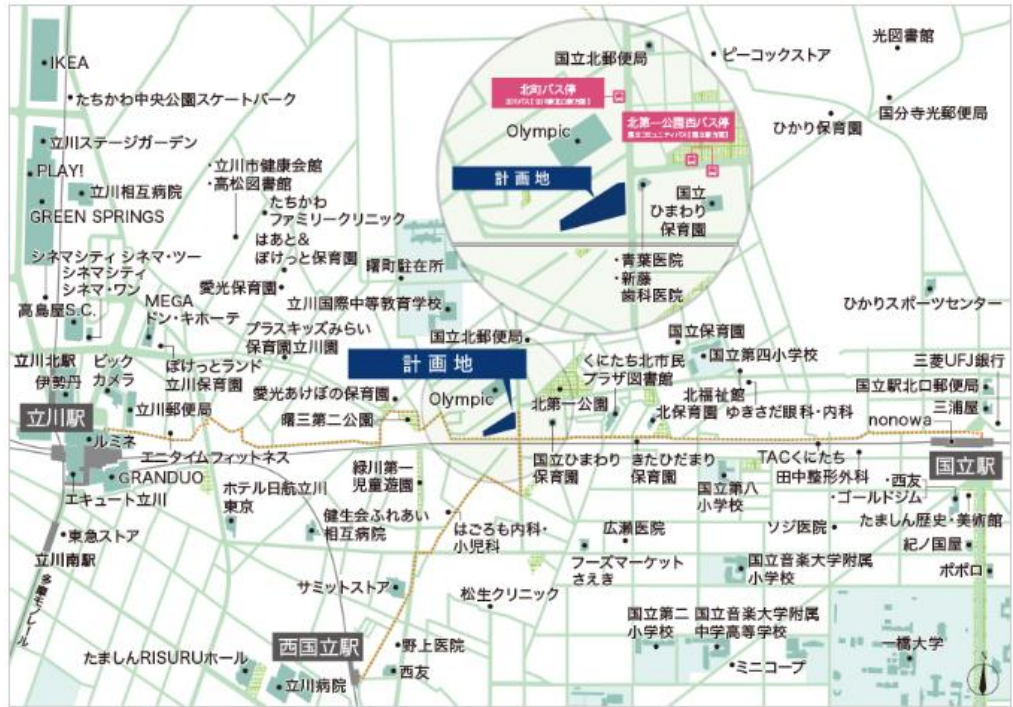 IKEA
たちかわ中央公園スケートパーク
立川ステージガーデン
PLAY!
立川相互病院
GREEN SPRINGS
シネマシティ シネマ・ツー
シネマシティ
シネマ・ワン
高島屋S.C.
MEGA
ドン・キホーテ
・立川市健康会館
・高松図書館
たちかわ
ファミリークリニック
はあと&
ぽけっと保育園
愛光保育園
プラスキッズみらい
保育園立川園
曙町駐在所
立川国際中等教育学校
国立北郵便局
北町バス停
Olympic
北第一公園西バス停
計画地
国立
ひまわり
保育園
・青葉医院
・新藤
歯科医院
ピーコックストア
光図書館
ひかり保育園
国分寺光郵便局
ひかりスポーツセンター
国立北郵便局
計画地
Olympic
くにたち北市民
プラザ図書館
北第一公園
国立保育園
国立第四小学校
北福祉館
北保育園
ゆきさだ眼科・内科
三菱UFJ銀行
国立駅北口郵便局
三浦屋
nonowa
国立駅
立川北駅
伊勢丹
ビック
カメラ
ぽけっとランド
立川保育園
立川駅
立川郵便局
愛光あけぼの保育園
曙三第二公園
ルミネ
エニタイムフィットネス
GRANDUO
エキュート立川
ホテル日航立川
東京
緑川第一
児童遊園
健生会ふれあい
相互病院
はごろも内科・
小児科
国立ひまわり
保育園
きたひだまり
保育園
TACくにたち
田中整形外科
国立第八
小学校
・西友
・ゴールドジム
たましん歴史・美術館
紀ノ国屋
ポポロ
東急ストア
立川南駅
多摩モノレール
広瀬医院
ソジ医院
フーズマーケット
さえき
国立音楽大学附属
小学校
サミットストア
松生クリニック
西国立駅
野上医院
西友
たましんRISURUホール
立川病院
国立第二
小学校
国立音楽大学附属
中学高等学校
ミニコープ
一橋大学